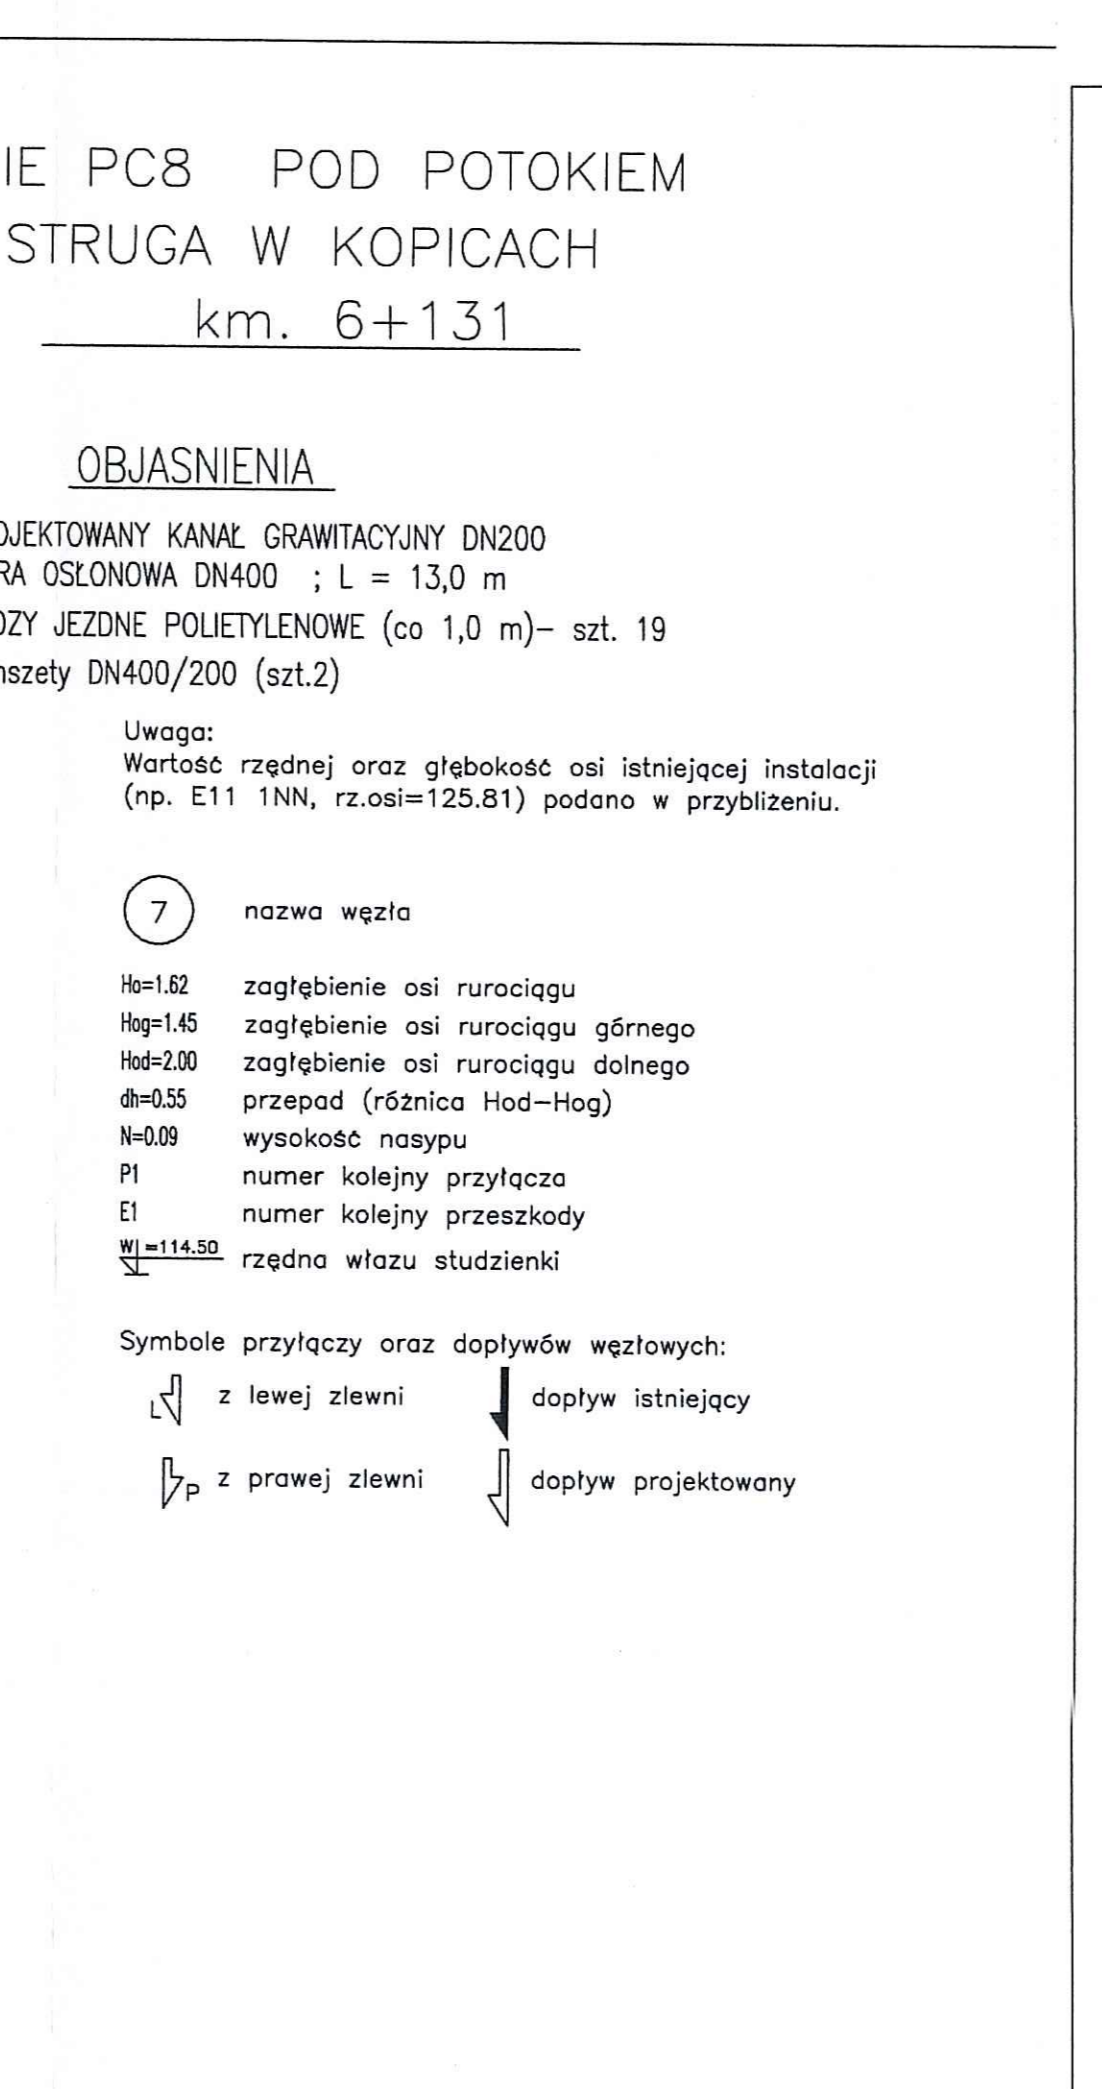 IE PC8 POD POTOKIEM
STRUGA W KOPICACH
km. 6+131
OBJASNIENIA
OJEKTOWANY KANAŁ GRAWITACYJNY DN200
RA OSŁONOWA DN400 ; L = 13,0 m
OZY JEZDNE POLIETYLENOWE (co 1,0 m)– szt. 19
nszety DN400/200 (szt.2)
Uwaga:
Wartość rzędnej oraz głębokość osi istniejącej instalacji
(np. E11 1NN, rz.osi=125.81) podano w przybliżeniu.
7 nazwa węzła
Ho=1.62 zagłębienie osi rurociągu
Hog=1.45 zagłębienie osi rurociągu górnego
Hod=2.00 zagłębienie osi rurociągu dolnego
dh=0.55 przepad (różnica Hod–Hog)
N=0.09 wysokość nasypu
P1 numer kolejny przyłącza
E1 numer kolejny przeszkody
Wl=114.50 rzędna włazu studzienki
Symbole przyłączy oraz dopływów węzłowych:
L z lewej zlewni dopływ istniejący
P z prawej zlewni dopływ projektowany